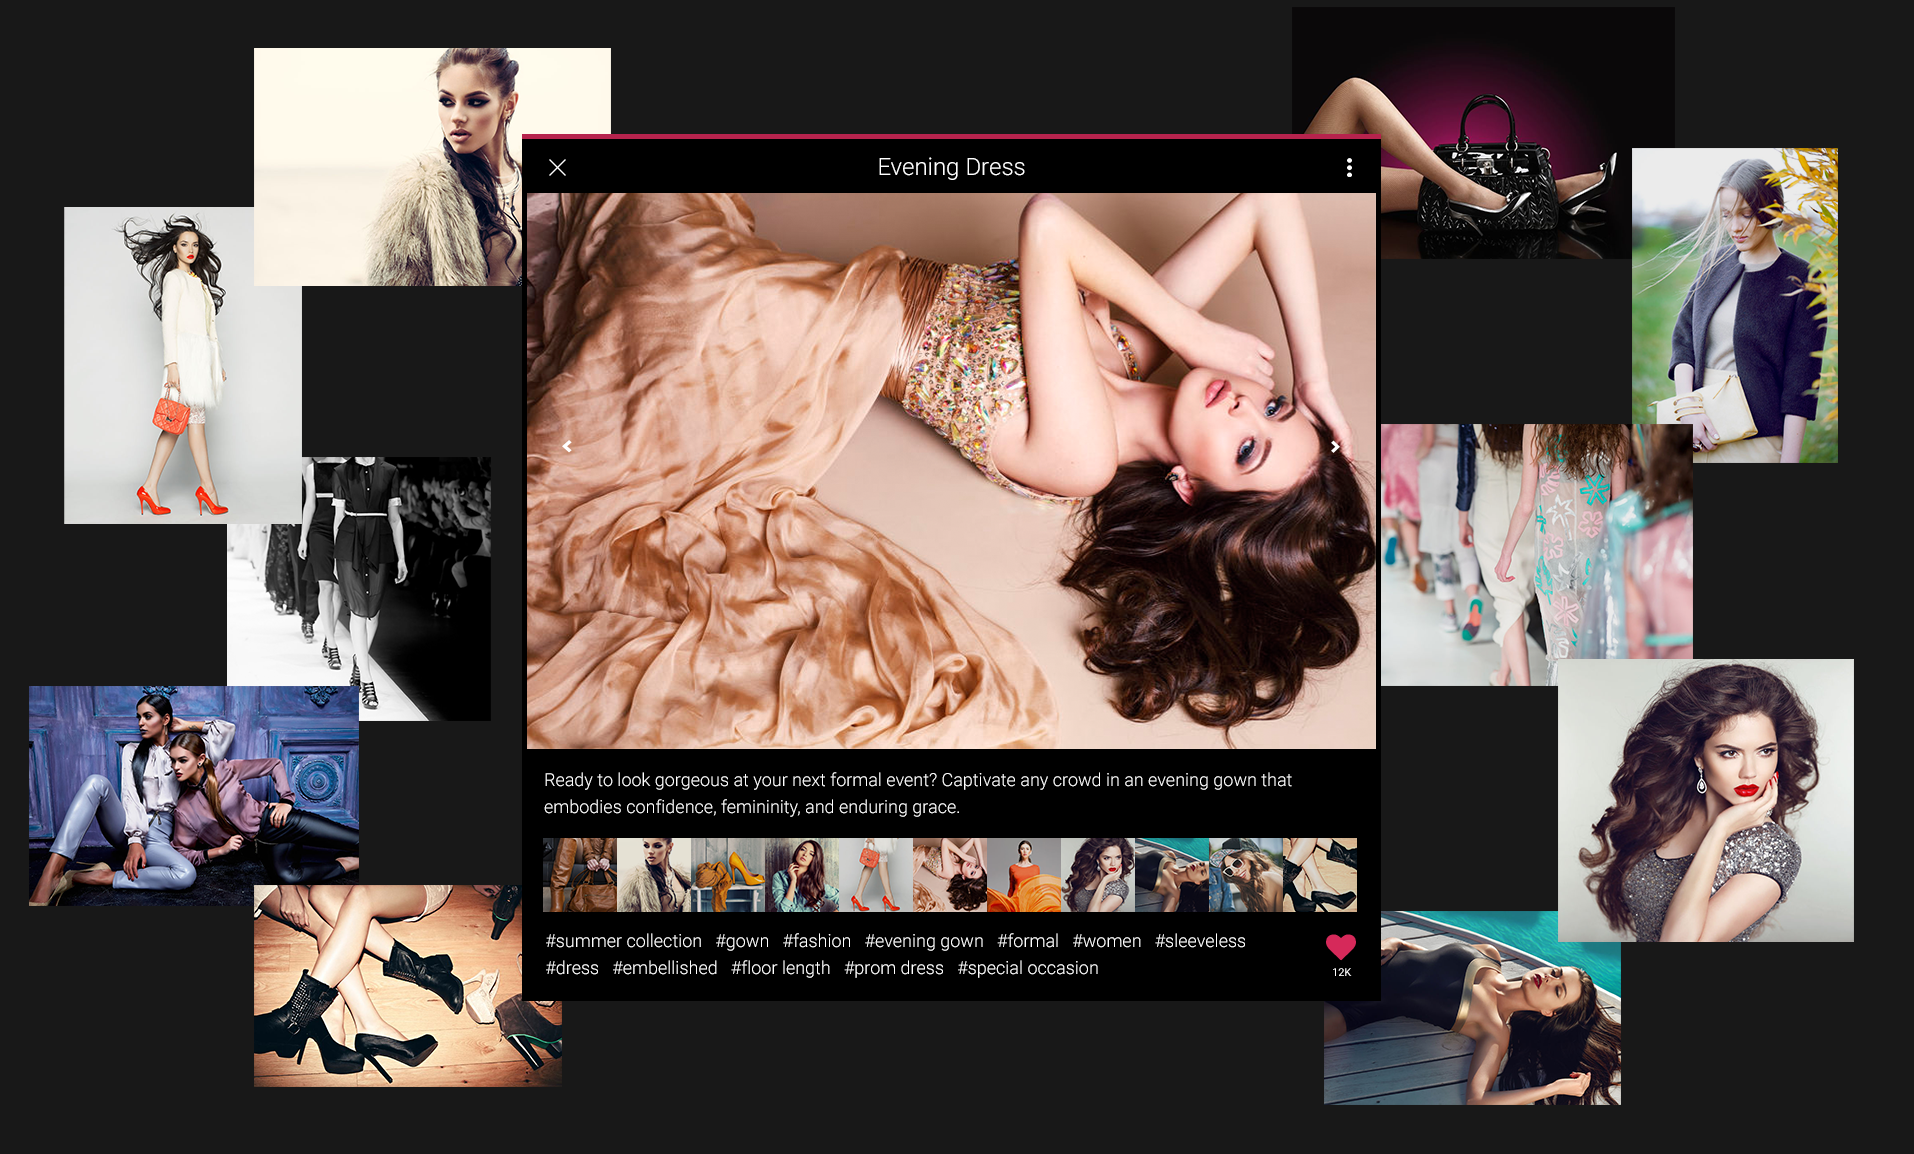 Evening Dress
Ready to look gorgeous at your next formal event? Captivate any crowd in an evening gown that
embodies confidence, femininity, and enduring grace.
#summer collection #gown #fashion #evening gown #formal #women #sleeveless
#dress #embellished #floor length #prom dress #special occasion
12K